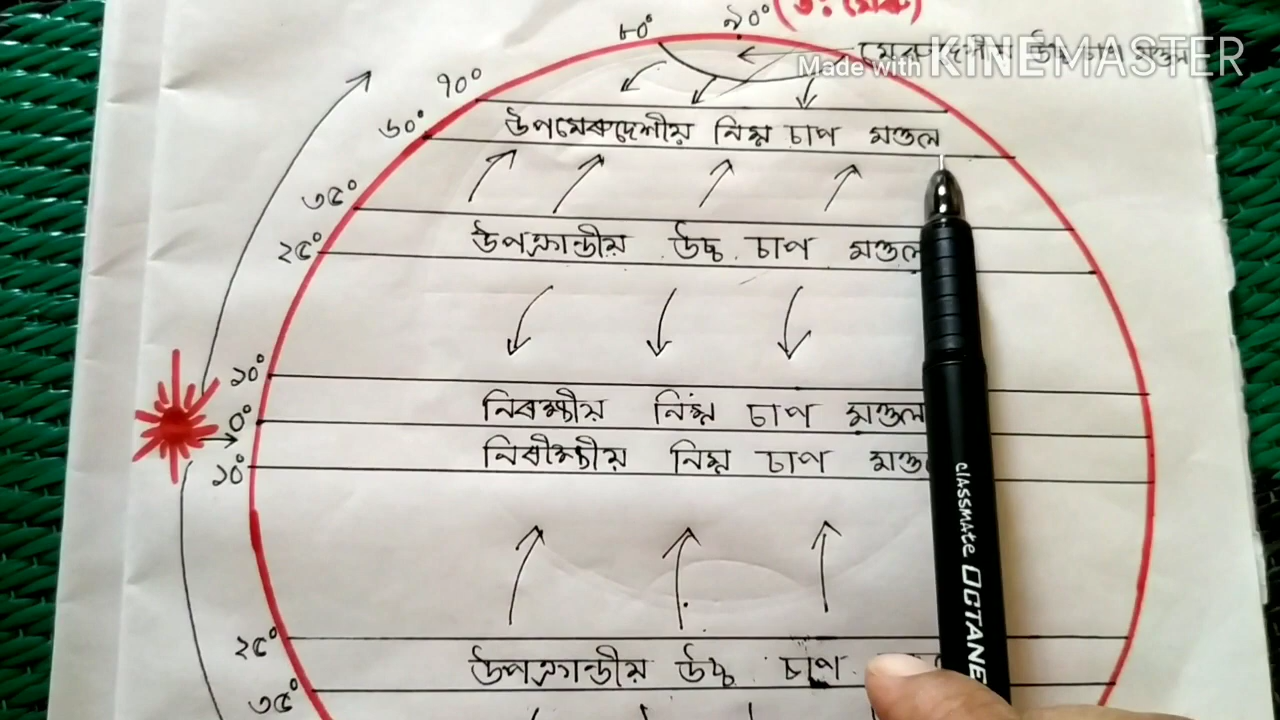 ৯০° (উঃ মেৰু)
৮০°
মেৰুদেশীয় উচ্চ চাপ মণ্ডল
Made with KINEMASTER
৭০°
উপমেৰুদেশীয় নিম্ন চাপ মণ্ডল
৬০°
৩৫°
উপক্ৰান্তীয় উচ্চ চাপ মণ্ডল
২৫°
১০°
নিৰক্ষীয় নিম্ন চাপ মণ্ডল
০°
নিৰীক্ষীয় নিম্ন চাপ
১০°
classmate OCTANE
২৫°
উপক্ৰান্তীয় উচ্চ চাপ
৩৫°